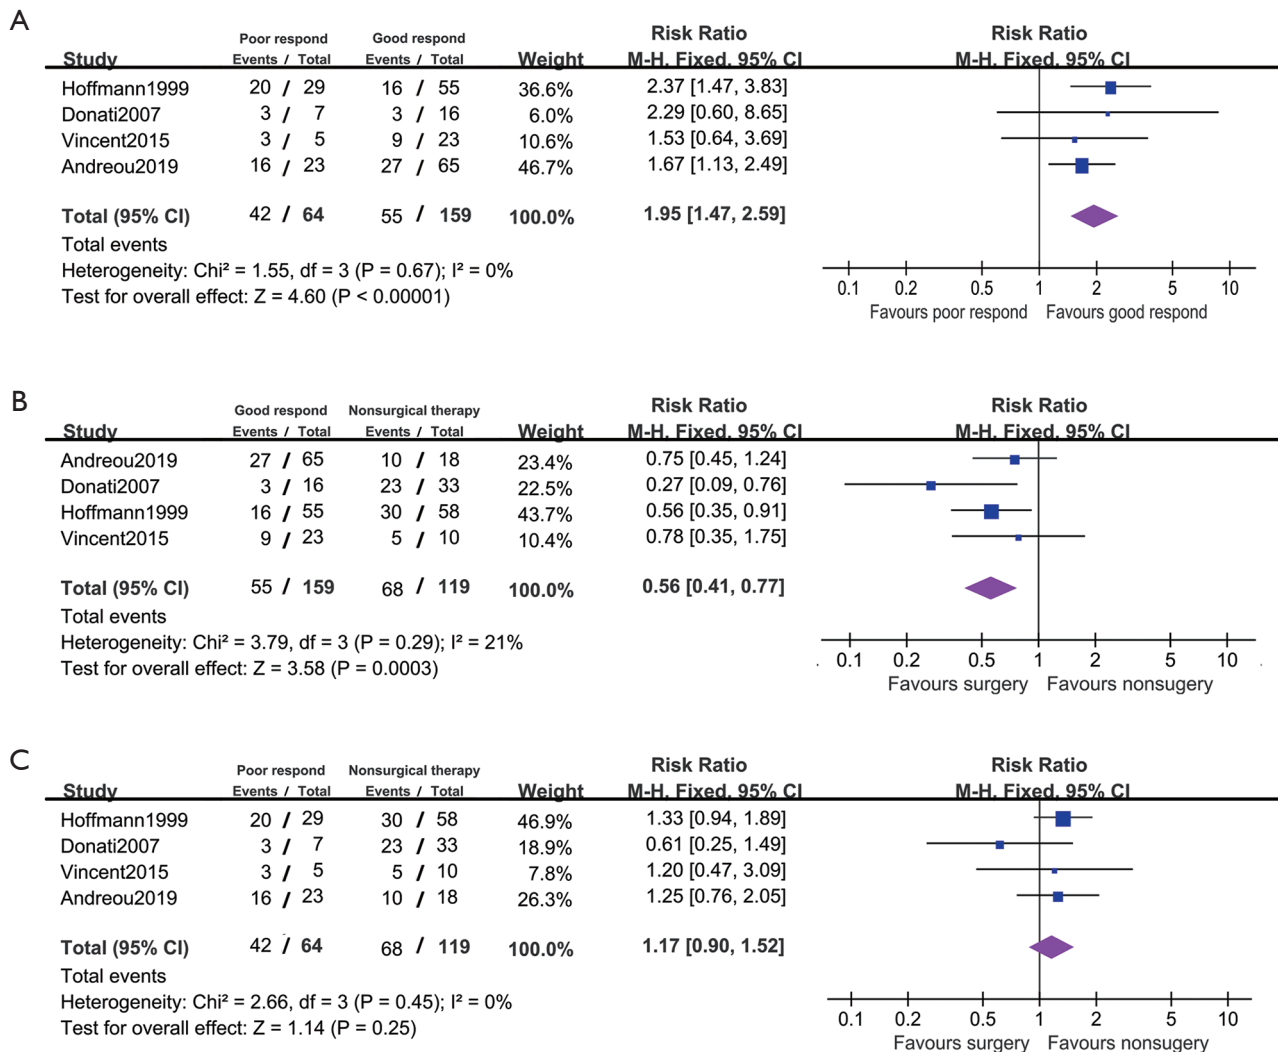 A
Risk Ratio Risk Ratio
Poor respond Good respond
Study Events / Total Events / Total Weight M-H. Fixed. 95% CI M-H. Fixed. 95% CI
Hoffmann1999 20 / 29 16 / 55 36.6% 2.37 [1.47, 3.83]
Donati2007 3 / 7 3 / 16 6.0% 2.29 [0.60, 8.65]
Vincent2015 3 / 5 9 / 23 10.6% 1.53 [0.64, 3.69]
Andreou2019 16 / 23 27 / 65 46.7% 1.67 [1.13, 2.49]
Total (95% CI) 42 / 64 55 / 159 100.0% 1.95 [1.47, 2.59]
Total events
Heterogeneity: Chi² = 1.55, df = 3 (P = 0.67); I² = 0%
Test for overall effect: Z = 4.60 (P < 0.00001)
0.1 0.2 0.5 1 2 5 10
Favours poor respond Favours good respond
B
Risk Ratio Risk Ratio
Good respond Nonsurgical therapy
Study Events / Total Events / Total Weight M-H. Fixed. 95% CI M-H. Fixed. 95% CI
Andreou2019 27 / 65 10 / 18 23.4% 0.75 [0.45, 1.24]
Donati2007 3 / 16 23 / 33 22.5% 0.27 [0.09, 0.76]
Hoffmann1999 16 / 55 30 / 58 43.7% 0.56 [0.35, 0.91]
Vincent2015 9 / 23 5 / 10 10.4% 0.78 [0.35, 1.75]
Total (95% CI) 55 / 159 68 / 119 100.0% 0.56 [0.41, 0.77]
Total events
Heterogeneity: Chi² = 3.79, df = 3 (P = 0.29); I² = 21%
Test for overall effect: Z = 3.58 (P = 0.0003)
0.1 0.2 0.5 1 2 5 10
Favours surgery Favours nonsugery
C
Risk Ratio Risk Ratio
Poor respond Nonsurgical therapy
Study Events / Total Events / Total Weight M-H. Fixed. 95% CI M-H. Fixed. 95% CI
Hoffmann1999 20 / 29 30 / 58 46.9% 1.33 [0.94, 1.89]
Donati2007 3 / 7 23 / 33 18.9% 0.61 [0.25, 1.49]
Vincent2015 3 / 5 5 / 10 7.8% 1.20 [0.47, 3.09]
Andreou2019 16 / 23 10 / 18 26.3% 1.25 [0.76, 2.05]
Total (95% CI) 42 / 64 68 / 119 100.0% 1.17 [0.90, 1.52]
Total events
Heterogeneity: Chi² = 2.66, df = 3 (P = 0.45); I² = 0%
Test for overall effect: Z = 1.14 (P = 0.25)
0.1 0.2 0.5 1 2 5 10
Favours surgery Favours nonsurgery